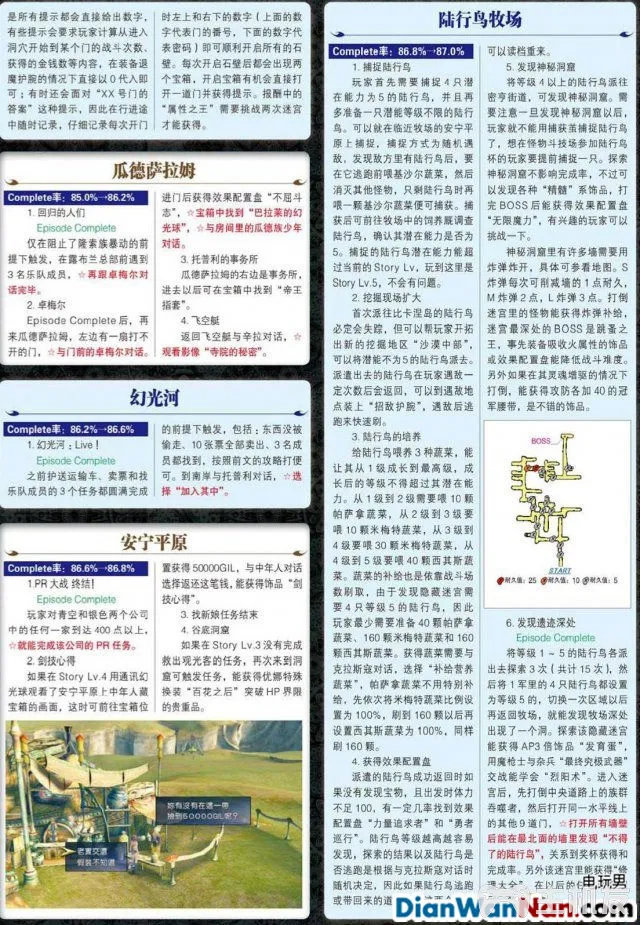 是所有提示都会直接给出数字，
有些提示会要求玩家计算从进入
洞穴开始到某个门的战斗次数、
获得的金钱数等内容，在装备退
魔护腕的情况下直接以0代入即
可；有时还会面对“XX号门的
答案”这种提示，因此在行进途
中随时记录，仔细记录每次开门
时左上和右下的数字（上面的数
字代表门的番号，下面的数字代
表密码）即可顺利开启所有的石
壁。每次开启石壁后都会出现两
个宝箱，开启宝箱有机会直接打
开一道门并获得提示。报酬中的
“属性之王”需要挑战两次迷宫
才能获得。
瓜德萨拉姆
Complete率：85.0%→86.2%
1. 回归的人们
Episode Complete
仅在阻止了隆索族暴动的前
提下触发，在露布兰总部前遇到
3名乐队成员，☆再跟卓梅尔对
话完毕。
2. 卓梅尔
Episode Complete后，再
来瓜德萨拉姆，左边有一扇打不
开的门，☆与门前的卓梅尔对话。
进门后获得效果配置盘“不屈斗
志”，☆宝箱中找到“巴拉莱的幻
光球”，☆与房间里的瓜德族少年
对话。
3. 托普利的事务所
瓜德萨拉姆的右边是事务所，
进去以后可在宝箱中找到“帝王
指套”。
4. 飞空艇
返回飞空艇与辛拉对话，☆
观看影像“寺院的秘密”。
幻光河
Complete率：86.2%→86.6%
1. 幻光河：Live！
Episode Complete
之前护送运输车、卖票和找
乐队成员的3个任务都圆满完成
的前提下触发，包括：东西没被
偷走、10张票全部卖出、3名成
员都找到，按照前文的攻略打便
可。到南岸与托普利对话，☆选
择“加入其中”。
安宁平原
Complete率：86.6%→86.8%
1.PR大战 终结！
Episode Complete
玩家对青空和银色两个公司
中的任何一家到达400点以上，
☆就能完成该公司的PR任务。
2. 剑技心得
如果在Story Lv.4用通讯幻
光球观看了安宁平原上中年人藏
宝箱的画面，这时可前往宝箱位
置获得50000GIL，与中年人对话
选择返还这笔钱，能获得饰品“剑
技心得”。
3. 找新娘任务结束
4. 谷底洞窟
如果在Story Lv.3没有完成
救出观光客的任务，再次来到洞
窟可触发任务，能获得优娜特殊
换装“百花之后”突破HP界限
的贵重品。
妳有沒有在這一帶
撿到50000GIL呢？
老實交還
假裝不知道
陆行鸟牧场
Complete率：86.8%→87.0%
1. 捕捉陆行鸟
玩家首先需要捕捉4只潜
在能力为5的陆行鸟，并且再
多准备一只潜能等级不限的陆行
鸟。可以就在临近牧场的安宁平
原上捕捉，捕捉方式为随机遇
敌，发现敌方里有陆行鸟后，要
在它逃跑前喂基沙尔蔬菜，然后
消灭其他怪物，只剩陆行鸟时再
喂一颗基沙尔蔬菜便可捕获。捕
获后可前往牧场中的饲养厩调查
陆行鸟，确认其潜在能力是否为
5。捕捉的陆行鸟潜在能力能超
过当前的Story Lv，玩到这里是
Story Lv.5，不会有问题。
2. 挖掘现场扩大
首次派往比卡涅岛的陆行鸟
必定会失踪，但可以帮玩家开拓
出新的挖掘地区“沙漠中部”，
可以将潜能不为5的陆行鸟派去。
派遣出去的陆行鸟在玩家遇敌一
定次数后会返回，可以到遇敌地
点装上“招敌护腕”，遇敌后逃
跑来快速刷。
3. 陆行鸟的培养
给陆行鸟喂养3种蔬菜，能
让其从1级成长到最高级，成长
后的等级不得超过其潜在能
力。从1级到2级需要喂10颗
帕萨拿蔬菜，从2级到3级要
喂10颗米梅特蔬菜，从3级到
4级要喂30颗米梅特蔬菜，从
4级到5级要喂40颗西其斯蔬
菜。蔬菜的补给也是依靠战斗场
数刷取，由于发现隐藏迷宫需要
4只等级5的陆行鸟，因此
玩家最少需要准备40颗帕拿
蔬菜、160颗米梅特蔬菜和160
颗西其斯蔬菜。获得蔬菜需要与
克拉斯寇对话，选择“补给营养
蔬菜”，帕萨拿蔬菜不用特别补
给，先依次将米梅特蔬菜比例设
置为100%，刷到160颗以后再
设置西其斯蔬菜为100%，同样
刷160颗。
4. 获得效果配置盘
派遣的陆行鸟成功返回时如
果没有发现宝物，且出发时体力
不足100，有一定几率找到效果
配置盘“力量追求者”和“勇者
巡行”。陆行鸟等级越高越容易
发现，探索的结果以及陆行鸟是
否逃跑是根据与克拉斯寇对话时
随机决定，因此如果陆行鸟逃跑
或带回来的道
可以读档重来。
5. 发现神秘洞窟
将等级4以上的陆行鸟派往
密亨街道，可发现神秘洞窟。需
要注意一旦发现神秘洞窟以后，
玩家就不能用捕获茧捕捉陆行鸟
了，想在怪物斗技场参加陆行鸟
杯的玩家要提前捕捉一只。探索
神秘洞窟不影响完成率，不过可
以发现各种“精髓”系饰品，打
完BOSS后能获得效果配置盘
“无限魔力”，有兴趣的玩家可以
挑战一下。
神秘洞窟里有许多墙需要用
炸弹炸开，具体可参看地图。S
炸弹每次可削减墙的1点耐久，
M炸弹2点，L炸弹3点。打倒
迷宫里的怪物能获得炸弹补给，
迷宫最深处的BOSS是跳蚤之
王，事先装备吸收火属性的饰品
或效果配置盘能降低战斗难度。
另外如果在其灵魂增驱的情况下
打倒，能获得攻防各加40的冠
军腰带，是不错的饰品。
BOSS
START
耐久值：25 耐久值：10 耐久值：5
6. 发现遗迹深处
Episode Complete
将等级1～5的陆行鸟各派
出去探索3次（共计15次），然
后将1军里的4只陆行鸟都设置
为等级5的，切换一次区域以后
再返回牧场，就能发现牧场深处
出现了一个洞。探索该隐藏迷宫
能获得AP3倍饰品“发育蛋”，
用魔枪士与杂兵“最终究极武器”
交战能学会“烈阳术”。进入迷
宫后，先打倒中央道路上的族群
吞噬者，然后打开同一水平线上
的其他9道门，☆打开所有墙壁
后能在最北面的墙里发现“不得
了的陆行鸟”，关系到奖杯获得和
完成率。另外该迷宫里能获得“修
理大全”，在以后的
电玩男
DianWanNan.com